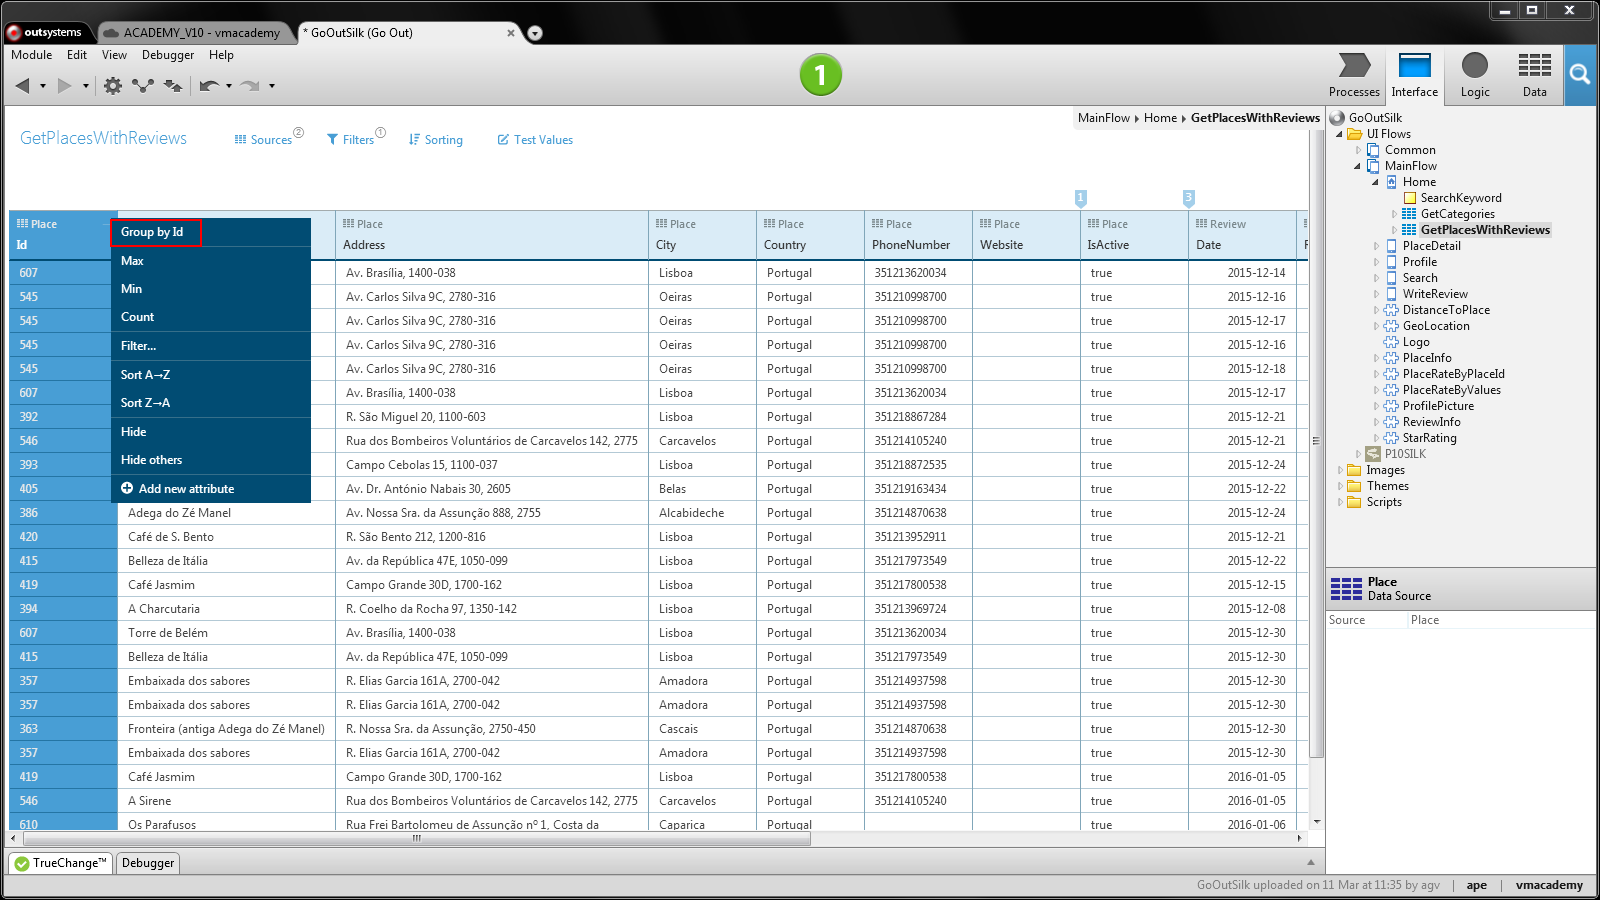 outsystems
ACADEMY_V10 - vmacademy
* GoOutSilk (Go Out)
Module Edit View Debugger Help
1
Processes Interface Logic Data
GetPlacesWithReviews
Sources 2 Filters 1 Sorting Test Values
MainFlow Home GetPlacesWithReviews
1 3
Place Place Place Place Place Place Place Review
Id Address City Country PhoneNumber Website IsActive Date
Group by Id
Max
Min
Count
Filter...
Sort A→Z
Sort Z→A
Hide
Hide others
Add new attribute
607 Av. Brasília, 1400-038 Lisboa Portugal 351213620034 true 2015-12-14
545 Av. Carlos Silva 9C, 2780-316 Oeiras Portugal 351210998700 true 2015-12-16
545 Av. Carlos Silva 9C, 2780-316 Oeiras Portugal 351210998700 true 2015-12-17
545 Av. Carlos Silva 9C, 2780-316 Oeiras Portugal 351210998700 true 2015-12-16
545 Av. Carlos Silva 9C, 2780-316 Oeiras Portugal 351210998700 true 2015-12-18
607 Av. Brasília, 1400-038 Lisboa Portugal 351213620034 true 2015-12-17
392 R. São Miguel 20, 1100-603 Lisboa Portugal 351218867284 true 2015-12-21
546 Rua dos Bombeiros Voluntários de Carcavelos 142, 2775 Carcavelos Portugal 351214105240 true 2015-12-21
393 Campo Cebolas 15, 1100-037 Lisboa Portugal 351218872535 true 2015-12-24
405 Av. Dr. António Nabais 30, 2605 Belas Portugal 351219163434 true 2015-12-22
386 Adega do Zé Manel Av. Nossa Sra. da Assunção 888, 2755 Alcabideche Portugal 351214870638 true 2015-12-24
420 Café de S. Bento R. São Bento 212, 1200-816 Lisboa Portugal 351213952911 true 2015-12-21
415 Belleza de Itália Av. da República 47E, 1050-099 Lisboa Portugal 351217973549 true 2015-12-22
419 Café Jasmim Campo Grande 30D, 1700-162 Lisboa Portugal 351217800538 true 2015-12-15
394 A Charcutaria R. Coelho da Rocha 97, 1350-142 Lisboa Portugal 351213969724 true 2015-12-08
607 Torre de Belém Av. Brasília, 1400-038 Lisboa Portugal 351213620034 true 2015-12-30
415 Belleza de Itália Av. da República 47E, 1050-099 Lisboa Portugal 351217973549 true 2015-12-30
357 Embaixada dos sabores R. Elias Garcia 161A, 2700-042 Amadora Portugal 351214937598 true 2015-12-30
357 Embaixada dos sabores R. Elias Garcia 161A, 2700-042 Amadora Portugal 351214937598 true 2015-12-30
363 Fronteira (antiga Adega do Zé Manel) R. Nossa Sra. da Assunção, 2750-450 Cascais Portugal 351214870638 true 2015-12-30
357 Embaixada dos sabores R. Elias Garcia 161A, 2700-042 Amadora Portugal 351214937598 true 2015-12-30
419 Café Jasmim Campo Grande 30D, 1700-162 Lisboa Portugal 351217800538 true 2016-01-05
546 A Sirene Rua dos Bombeiros Voluntários de Carcavelos 142, 2775 Carcavelos Portugal 351214105240 true 2016-01-05
610 Os Parafusos Rua Frei Bartolomeu de Assunção nº 1, Costa da Caparica Portugal true 2016-01-06
GoOutSilk
UI Flows
Common
MainFlow
Home
SearchKeyword
GetCategories
GetPlacesWithReviews
PlaceDetail
Profile
Search
WriteReview
DistanceToPlace
GeoLocation
Logo
PlaceInfo
PlaceRateByPlaceId
PlaceRateByValues
ProfilePicture
ReviewInfo
StarRating
P10SILK
Images
Themes
Scripts
Place
Data Source
Source Place
TrueChange™ Debugger
GoOutSilk uploaded on 11 Mar at 11:35 by agv | ape | vmacademy